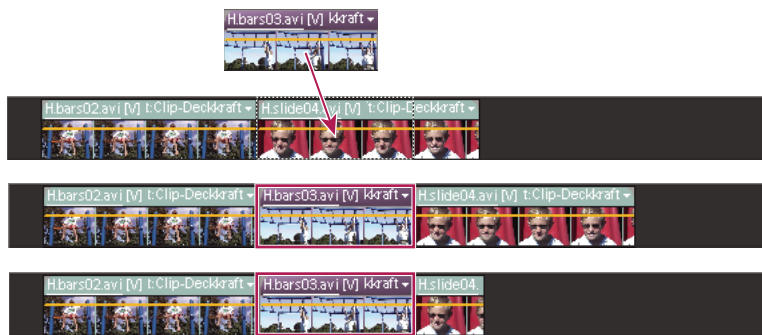 H.bars03.avi [V] kkraft
H.bars02.avi [V] t:Clip-Deckkraft H.slide04.avi [V] t:Clip-Deckkraft
H.bars02.avi [V] t:Clip-Deckkraft H.bars03.avi [V] kkraft H.slide04.avi [V] t:Clip-Deckkraft
H.bars02.avi [V] t:Clip-Deckkraft H.bars03.avi [V] kkraft H.slide04.